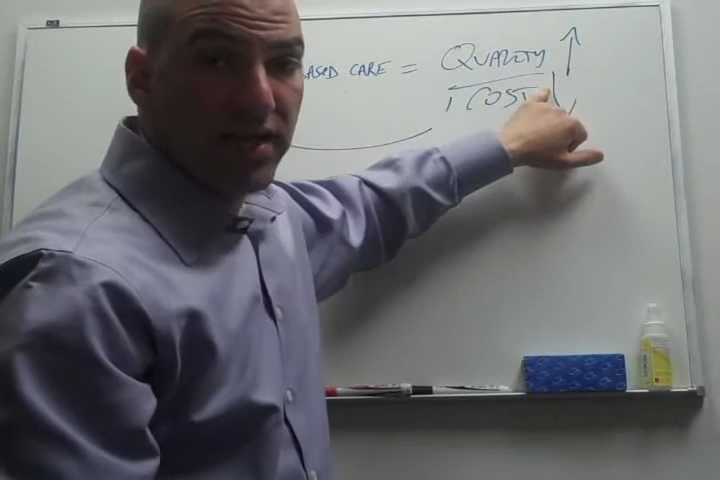 ASED CARE = QUALITY ↑
COST ↓